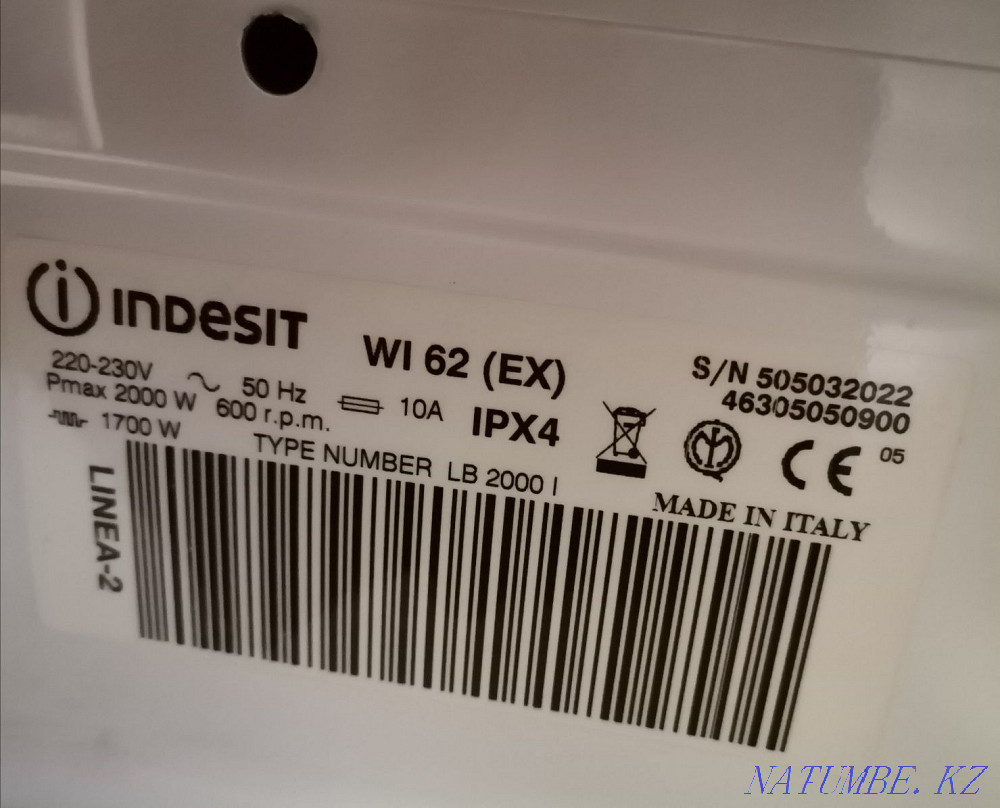 INDESIT
WI 62 (EX)
S/N 505032022
46305050900
220-230V ~ 50 Hz
Pmax 2000 W 600 r.p.m. 10A IPX4
1700 W
05
CE
TYPE NUMBER LB 2000 I
MADE IN ITALY
LINEA-2
NATUMBE.KZ